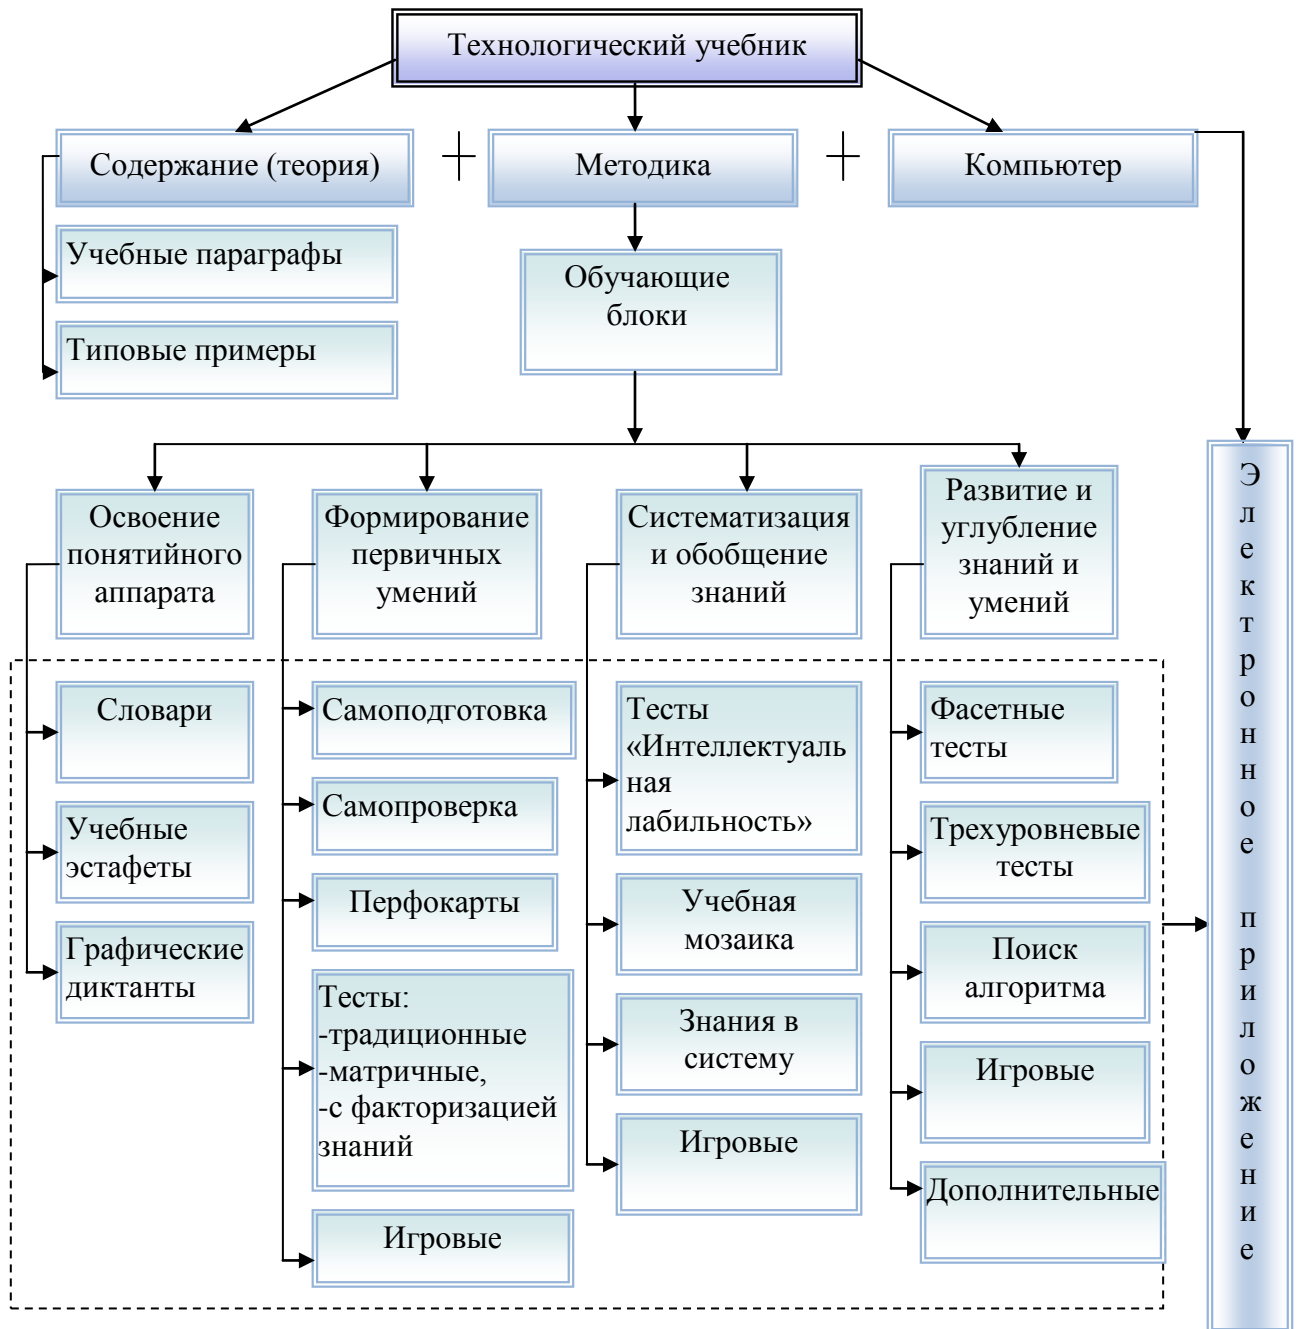 Технологический учебник
Содержание (теория)
+
Методика
+
Компьютер
Учебные параграфы
Типовые примеры
Обучающие
блоки
Освоение
понятийного
аппарата
Формирование
первичных
умений
Систематизация
и обобщение
знаний
Развитие и
углубление
знаний и
умений
Словари
Учебные
эстафеты
Графические
диктанты
Самоподготовка
Самопроверка
Перфокарты
Тесты:
-традиционные
-матричные,
-с факторизацией
знаний
Игровые
Тесты
«Интеллектуаль
ная
лабильность»
Учебная
мозаика
Знания в
систему
Игровые
Фасетные
тесты
Трехуровневые
тесты
Поиск
алгоритма
Игровые
Дополнительные
Электронное приложение